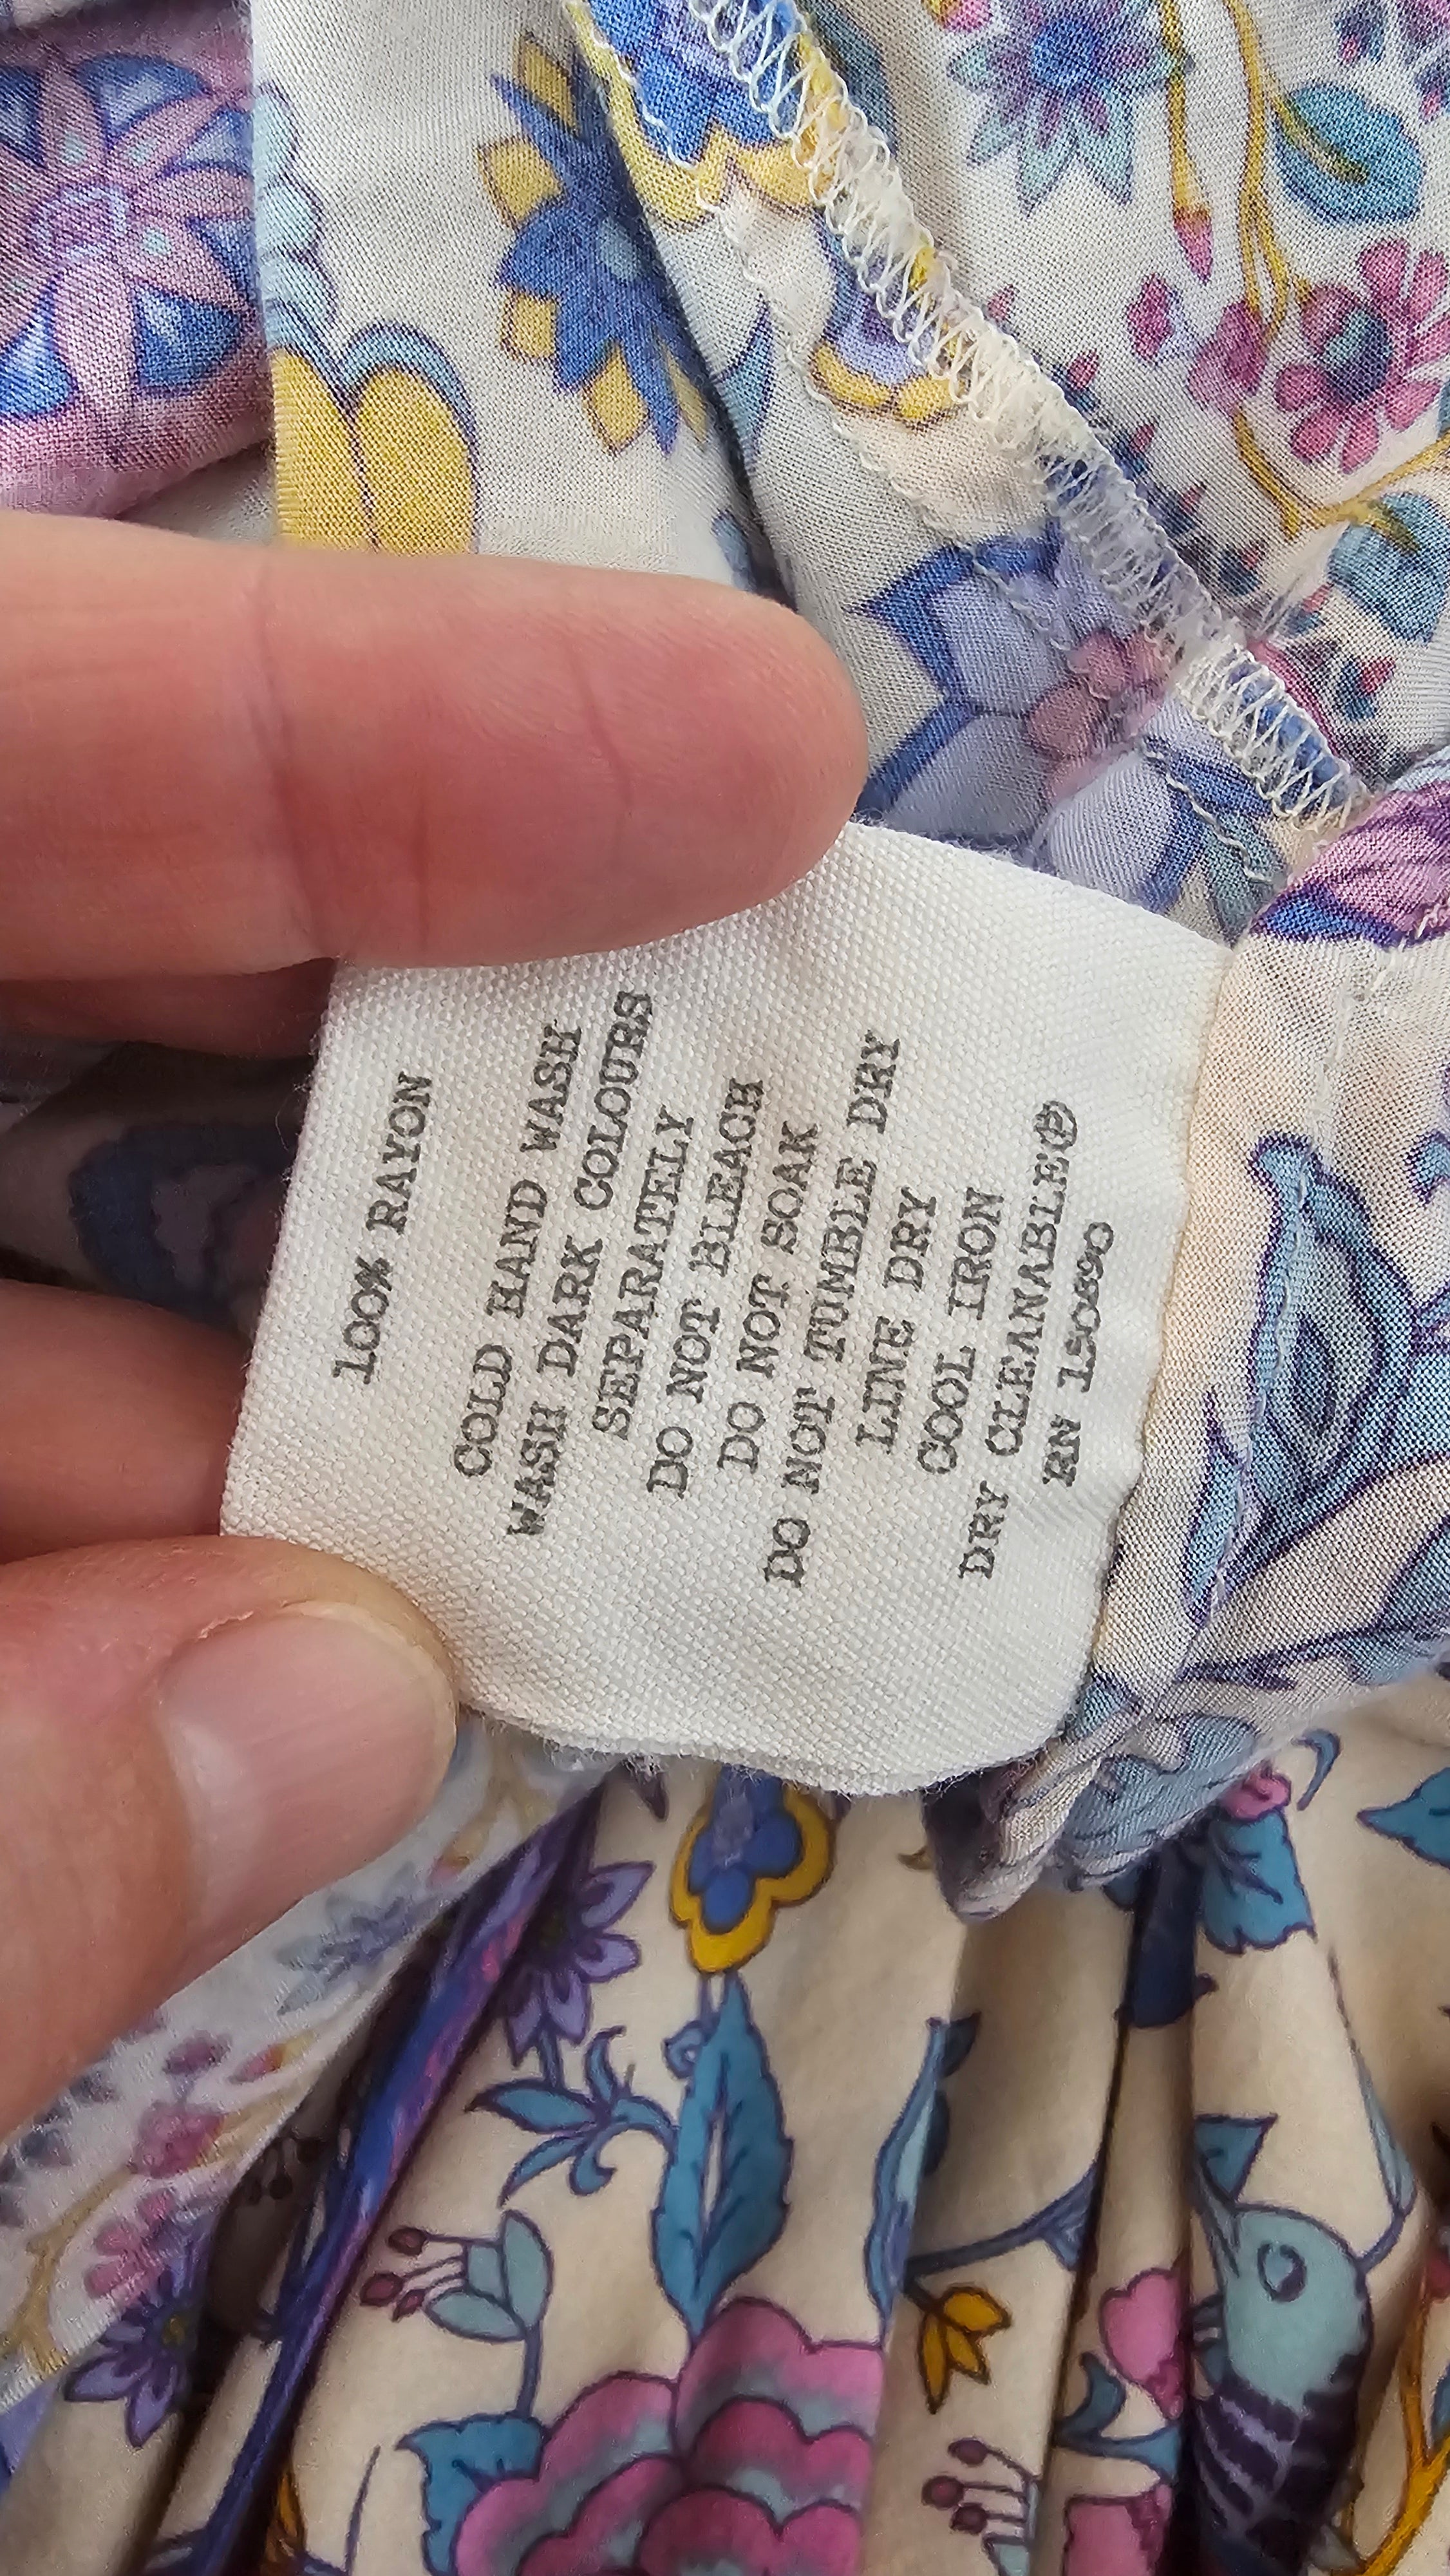 100% RAYON
COLD HAND WASH
WASH DARK COLOURS
SEPARATELY
DO NOT BLEACH
DO NOT SOAK
DO NOT TUMBLE DRY
LINE DRY
COOL IRON
DRY CLEANABLE Ⓟ
RN 150890